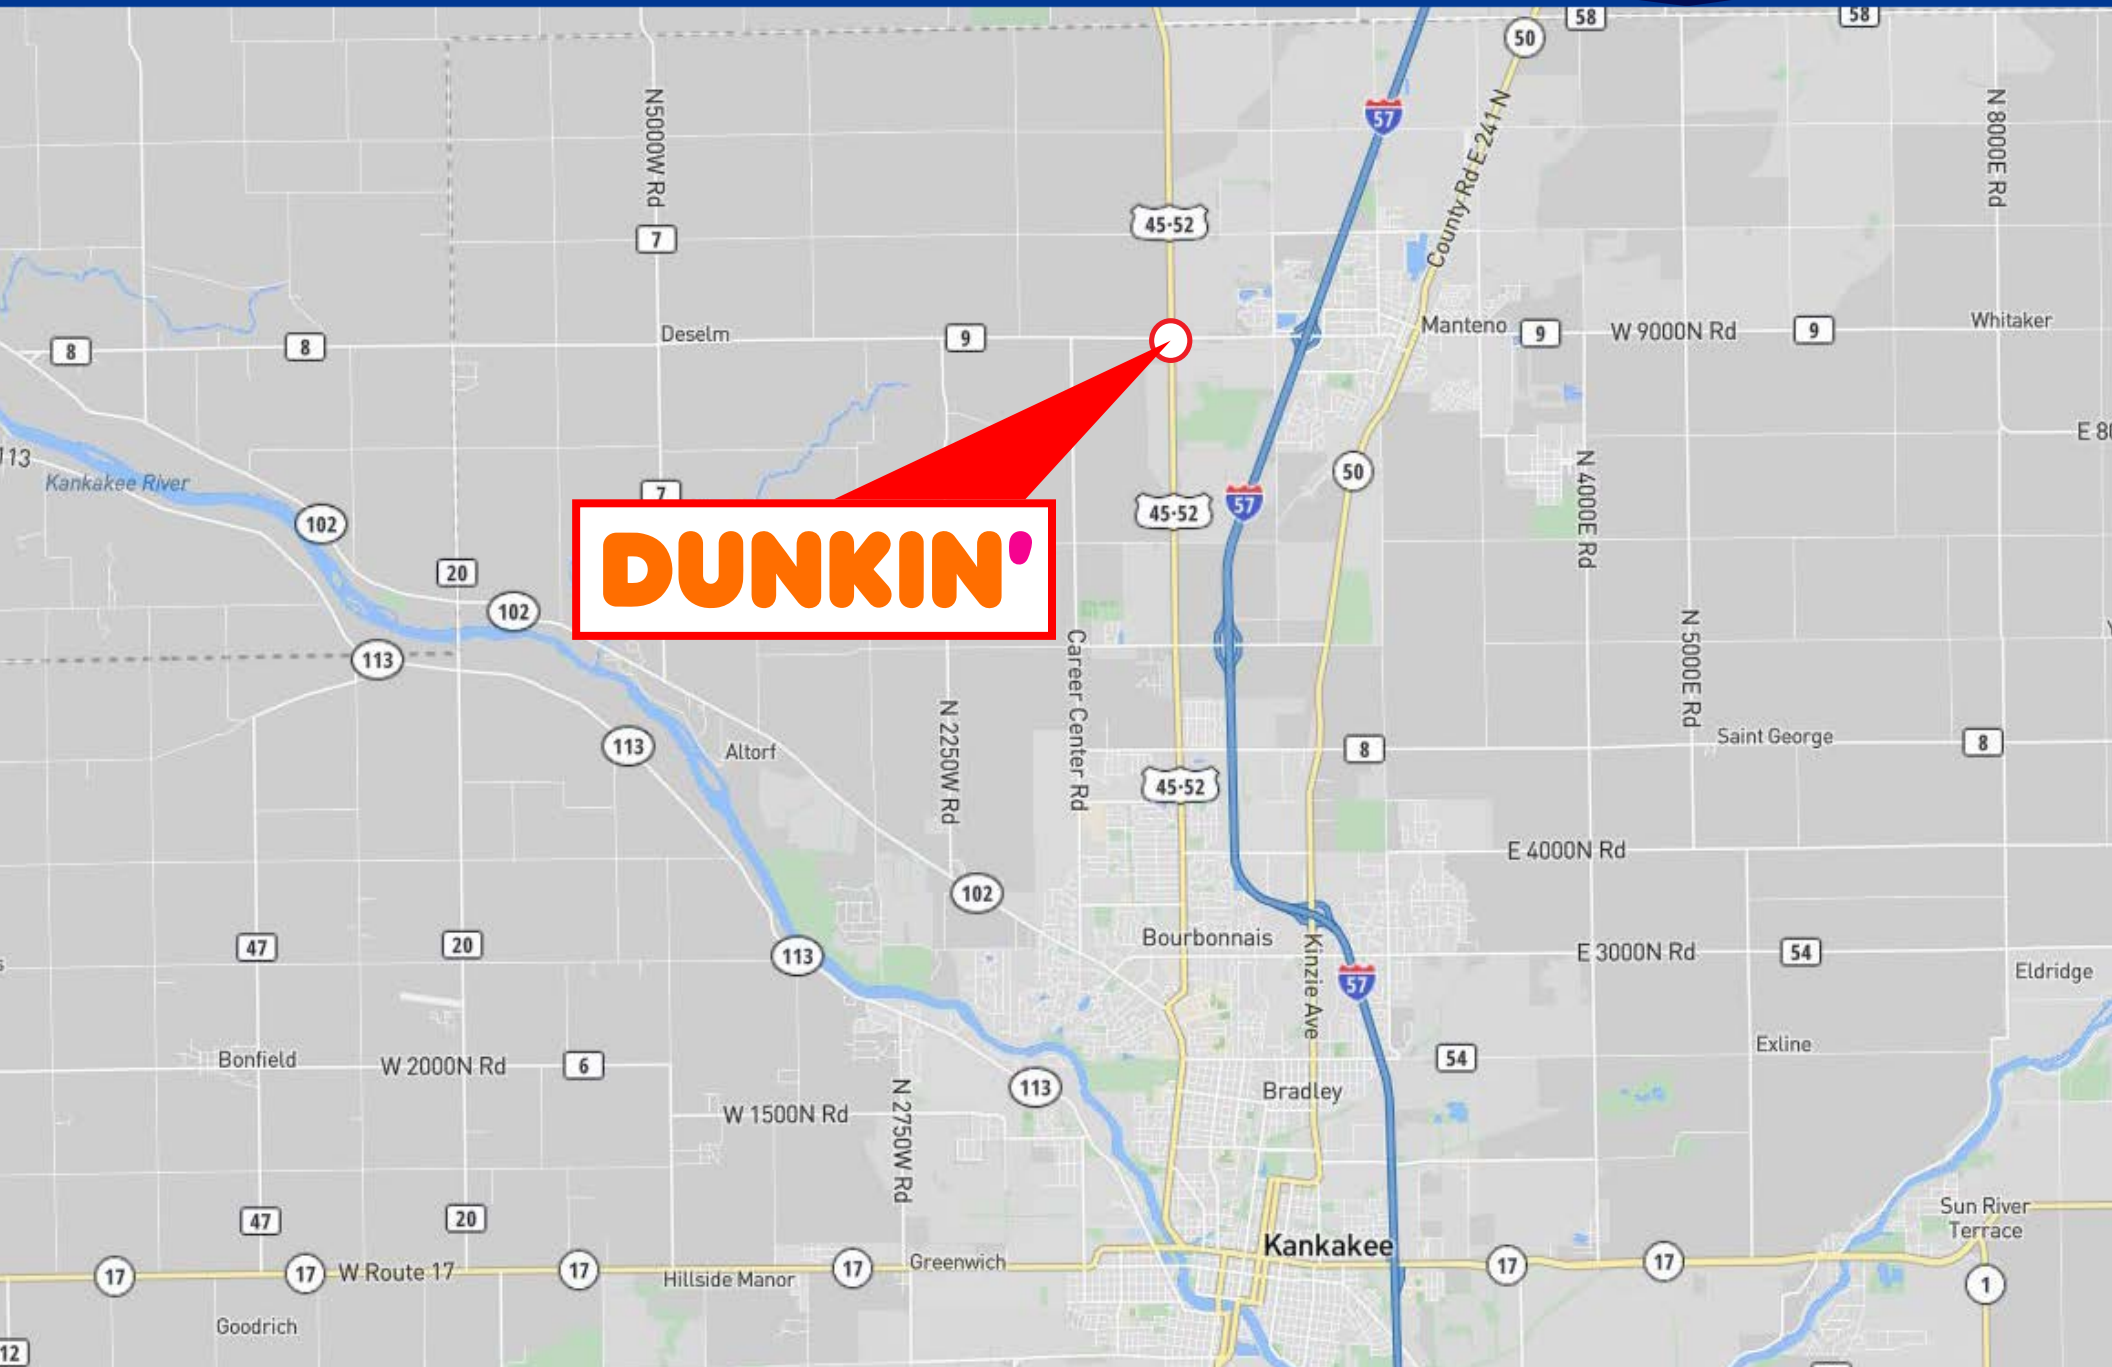 58
58
50
57
N5000W Rd
County Rd E 241 N
N 8000E Rd
45-52
7
8
8
Deselm
9
Manteno
9
W 9000N Rd
9
Whitaker
113
Kankakee River
7
E 80
102
45-52
57
50
N 4000E Rd
DUNKIN'
20
102
113
Career Center Rd
N 5000E Rd
113
Altorf
N 2250W Rd
45-52
8
Saint George
8
E 4000N Rd
102
47
20
113
Bourbonnais
Kinzie Ave
57
E 3000N Rd
54
Eldridge
Bonfield
W 2000N Rd
6
113
54
Exline
Bradley
W 1500N Rd
N 2750W Rd
47
20
Sun River
Terrace
17
17
W Route 17
17
Hillside Manor
17
Greenwich
Kankakee
17
17
1
Goodrich
12